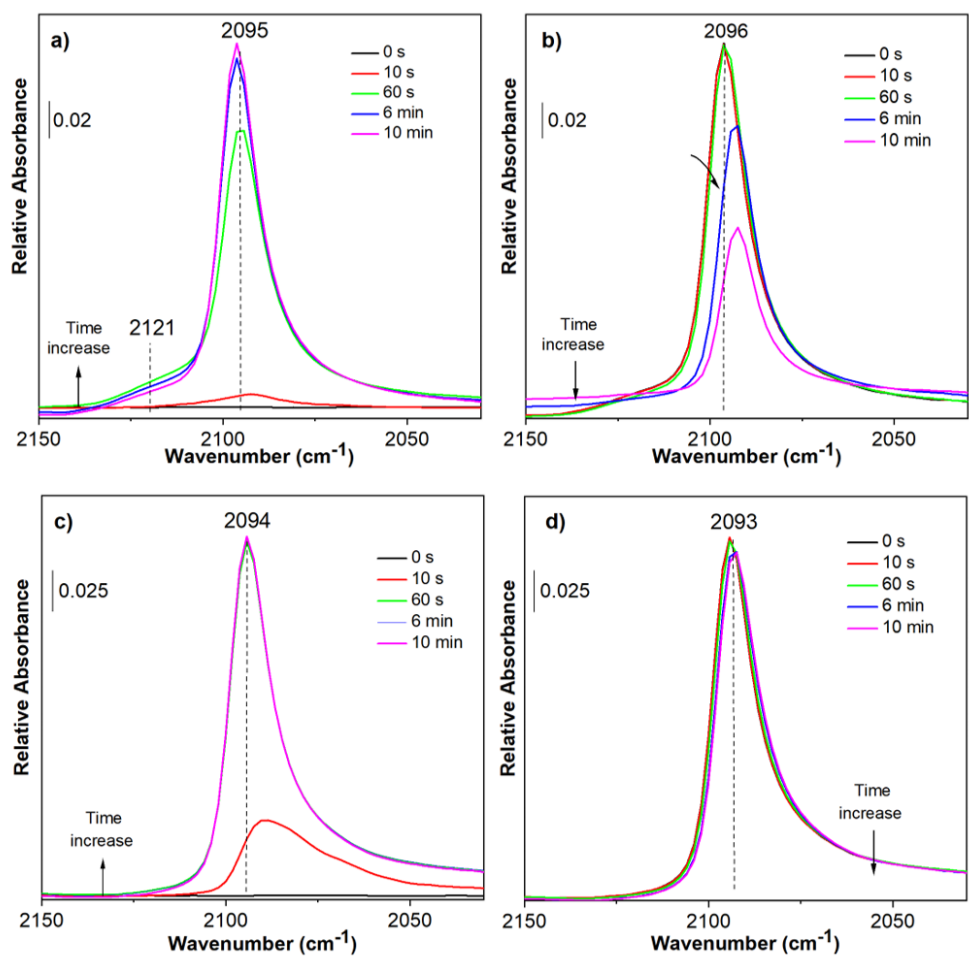 a)
2095
0 s
10 s
60 s
6 min
10 min
0.02
Relative Absorbance
Time
increase
2121
2150
2100
2050
Wavenumber (cm-1)
b)
2096
0 s
10 s
60 s
6 min
10 min
0.02
Relative Absorbance
Time
increase
2150
2100
2050
Wavenumber (cm-1)
c)
2094
0 s
10 s
60 s
6 min
10 min
0.025
Relative Absorbance
Time
increase
2150
2100
2050
Wavenumber (cm-1)
d)
2093
0 s
10 s
60 s
6 min
10 min
0.025
Relative Absorbance
Time
increase
2150
2100
2050
Wavenumber (cm-1)